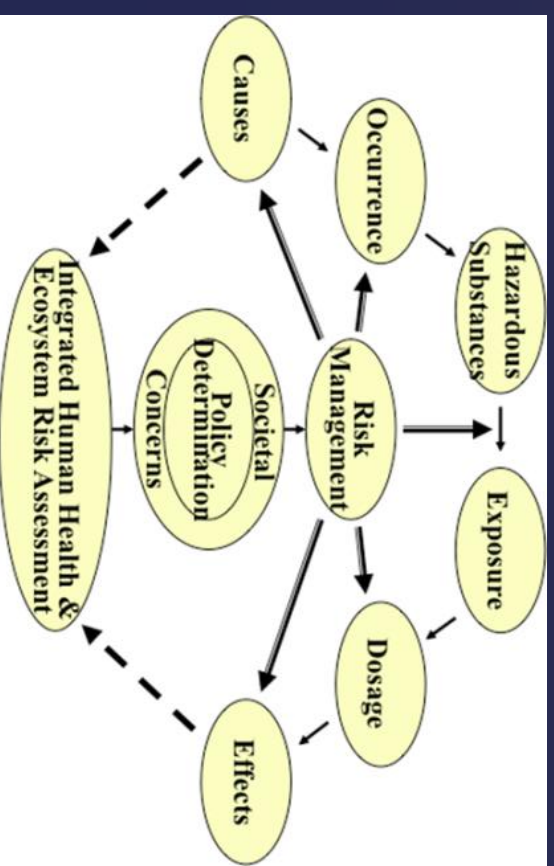 Hazardous
Substances
Exposure
Occurrence
Dosage
Causes
Risk
Management
Effects
Societal
Policy
Determination
Concerns
Integrated Human Health &
Ecosystem Risk Assessment